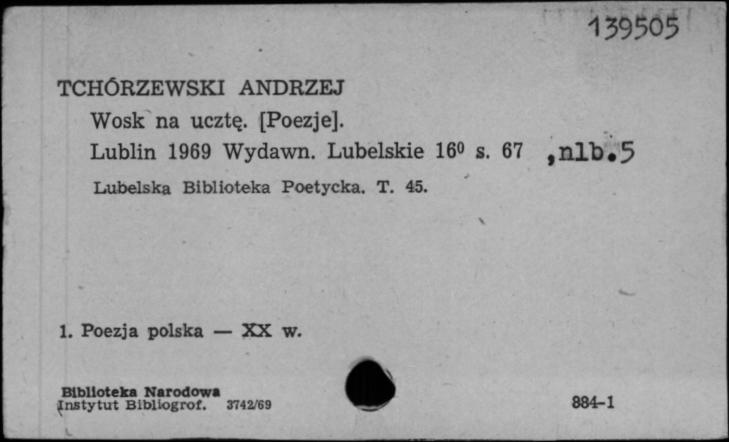 139505
TCHÓRZEWSKI ANDRZEJ
Wosk na ucztę. [Poezje].
Lublin 1969 Wydawn. Lubelskie 16⁰ s. 67 ,nlb.5
Lubelska Biblioteka Poetycka. T. 45.
1. Poezja polska — XX w.
Biblioteka Narodowa
Instytut Bibliogrof. 3742/69
884-1